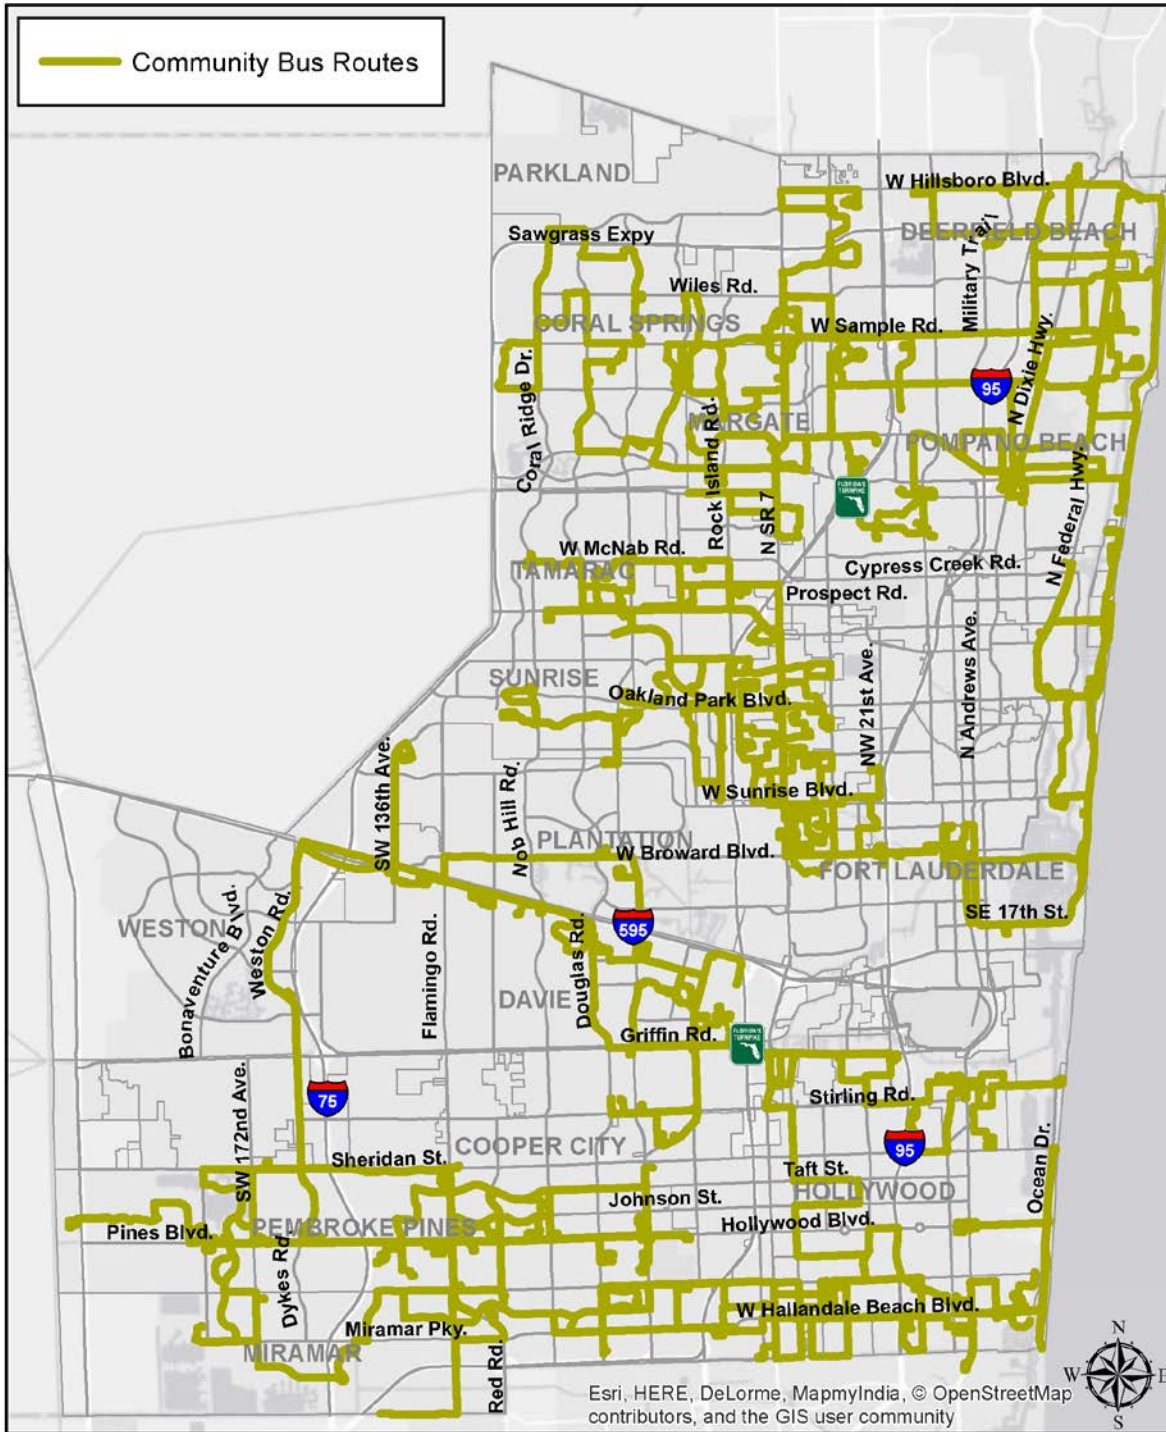 Community Bus Routes
PARKLAND
W Hillsboro Blvd.
DEERFIELD BEACH
Sawgrass Expy
Military Trail
Wiles Rd.
CORAL SPRINGS
W Sample Rd.
N Dixie Hwy.
95
Coral Ridge Dr.
MARGATE
Rock Island Rd.
POMPANO BEACH
FLORIDA'S
TURNPIKE
N SR 7
N Federal Hwy.
W McNab Rd.
TAMARAC
Cypress Creek Rd.
Prospect Rd.
NW 21st Ave.
N Andrews Ave.
SUNRISE
Oakland Park Blvd.
SW 136th Ave.
Nob Hill Rd.
W Sunrise Blvd.
PLANTATION
W Broward Blvd.
FORT LAUDERDALE
WESTON
Bonaventure Blvd.
Weston Rd.
SE 17th St.
595
Flamingo Rd.
Douglas Rd.
DAVIE
Griffin Rd.
FLORIDA'S
TURNPIKE
75
SW 172nd Ave.
Stirling Rd.
95
COOPER CITY
Ocean Dr.
Sheridan St.
Taft St.
Johnson St.
HOLLYWOOD
Pines Blvd.
PEMBROKE PINES
Hollywood Blvd.
Dykes Rd.
W Hallandale Beach Blvd.
Miramar Pky.
MIRAMAR
Red Rd.
N
W E
S
Esri, HERE, DeLorme, MapmyIndia, © OpenStreetMap
contributors, and the GIS user community